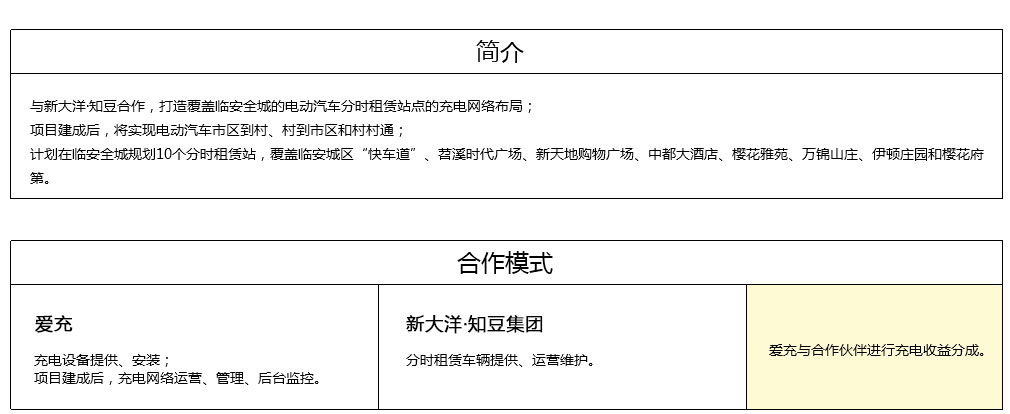 简介
与新大洋·知豆合作，打造覆盖临安全城的电动汽车分时租赁站点的充电网络布局；
项目建成后，将实现电动汽车市区到村、村到市区和村村通；
计划在临安全城规划10个分时租赁站，覆盖临安城区“快车道”、苕溪时代广场、新天地购物广场、中都大酒店、樱花雅苑、万锦山庄、伊顿庄园和樱花府
第。
合作模式
爱充
充电设备提供、安装；
项目建成后，充电网络运营、管理、后台监控。
新大洋·知豆集团
分时租赁车辆提供、运营维护。
爱充与合作伙伴进行充电收益分成。